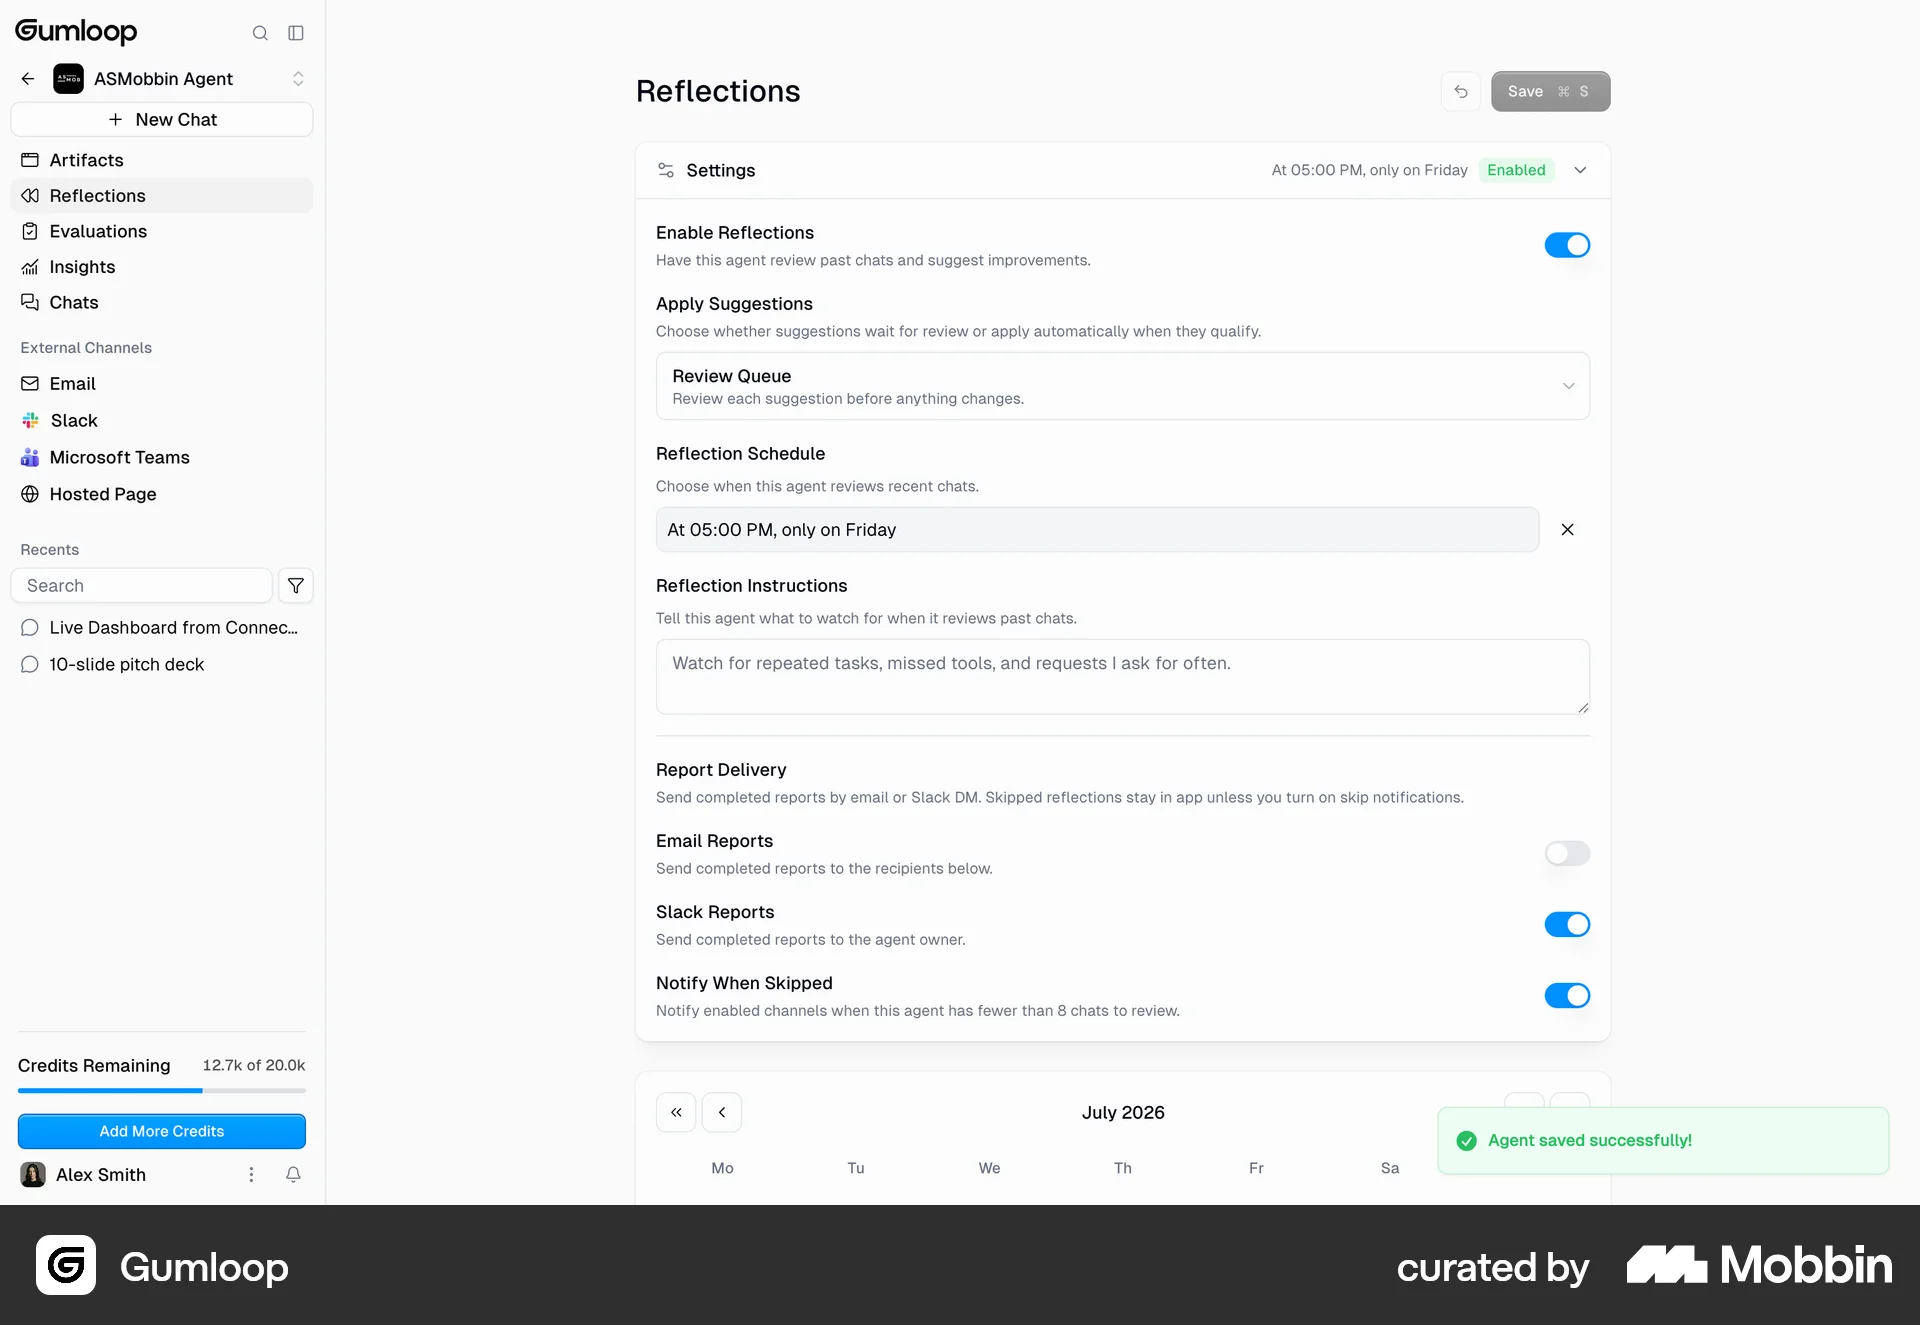 Gumloop
ASMobbin Agent
New Chat
Artifacts
Reflections
Evaluations
Insights
Chats
External Channels
Email
Slack
Microsoft Teams
Hosted Page
Recents
Search
Live Dashboard from Connec...
10-slide pitch deck
Credits Remaining 12.7k of 20.0k
Add More Credits
Alex Smith
Reflections
Save ⌘ S
Settings
At 05:00 PM, only on Friday Enabled
Enable Reflections
Have this agent review past chats and suggest improvements.
Apply Suggestions
Choose whether suggestions wait for review or apply automatically when they qualify.
Review Queue
Review each suggestion before anything changes.
Reflection Schedule
Choose when this agent reviews recent chats.
At 05:00 PM, only on Friday
Reflection Instructions
Tell this agent what to watch for when it reviews past chats.
Watch for repeated tasks, missed tools, and requests I ask for often.
Report Delivery
Send completed reports by email or Slack DM. Skipped reflections stay in app unless you turn on skip notifications.
Email Reports
Send completed reports to the recipients below.
Slack Reports
Send completed reports to the agent owner.
Notify When Skipped
Notify enabled channels when this agent has fewer than 8 chats to review.
July 2026
Mo Tu We Th Fr Sa
Agent saved successfully!
Gumloop
curated by Mobbin